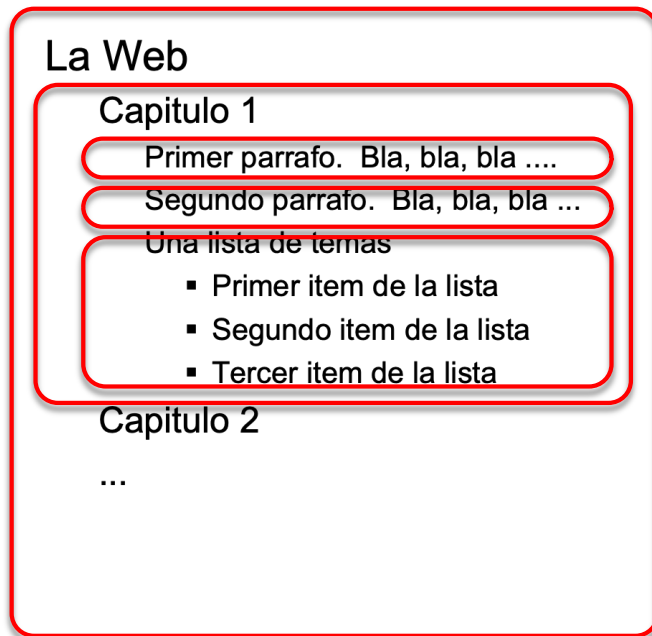 La Web
Capitulo 1
Primer parrafo. Bla, bla, bla ....
Segundo parrafo. Bla, bla, bla ...
Una lista de temas
▪ Primer item de la lista
▪ Segundo item de la lista
▪ Tercer item de la lista
Capitulo 2
...